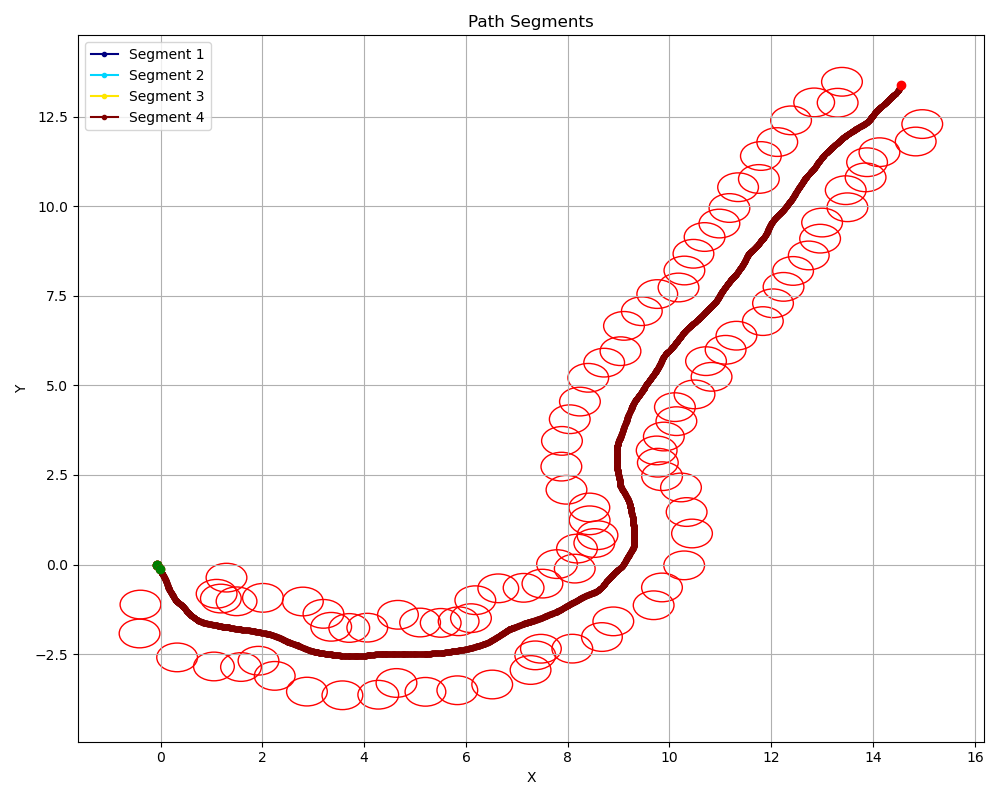 Path Segments
Segment 1
Segment 2
Segment 3
Segment 4
12.5
10.0
7.5
5.0
2.5
0.0
−2.5
Y
0 2 4 6 8 10 12 14 16
X